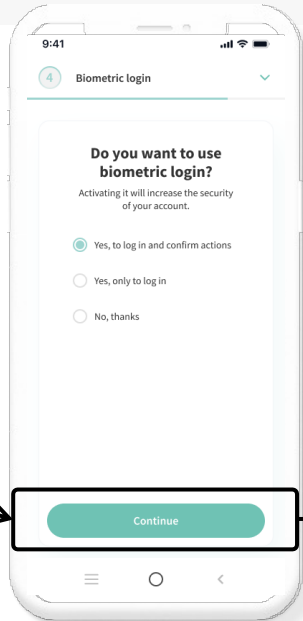 9:41
4 Biometric login
Do you want to use
biometric login?
Activating it will increase the security
of your account.
Yes, to log in and confirm actions
Yes, only to log in
No, thanks
Continue